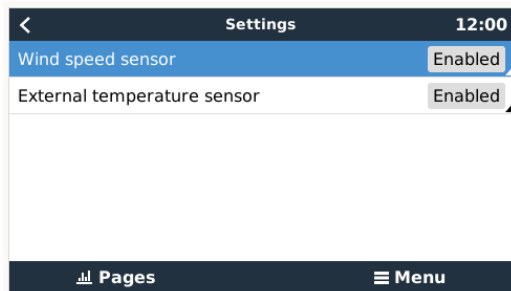 Settings 12:00
Wind speed sensor Enabled
External temperature sensor Enabled
Pages Menu